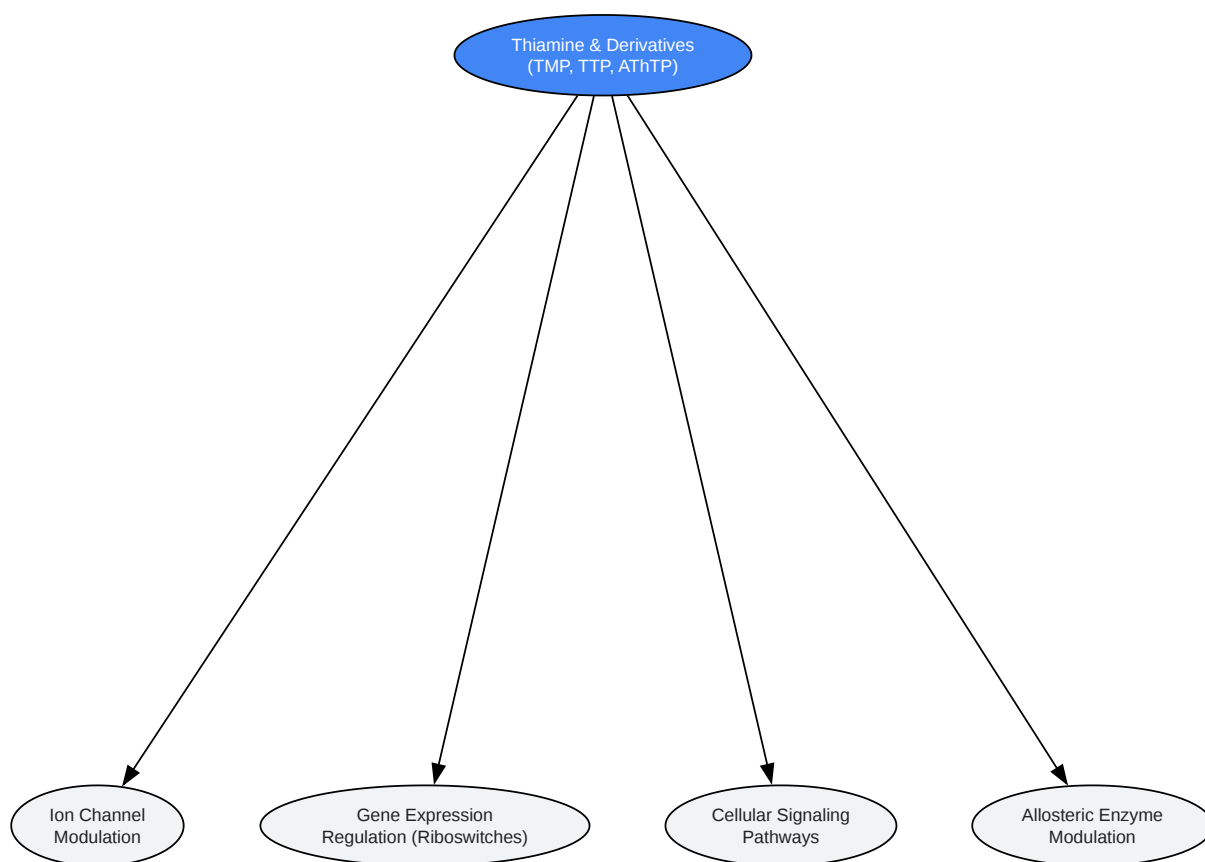 Thiamine & Derivatives
(TMP, TTP, AThTP)
Ion Channel
Modulation
Gene Expression
Regulation (Riboswitches)
Cellular Signaling
Pathways
Allosteric Enzyme
Modulation